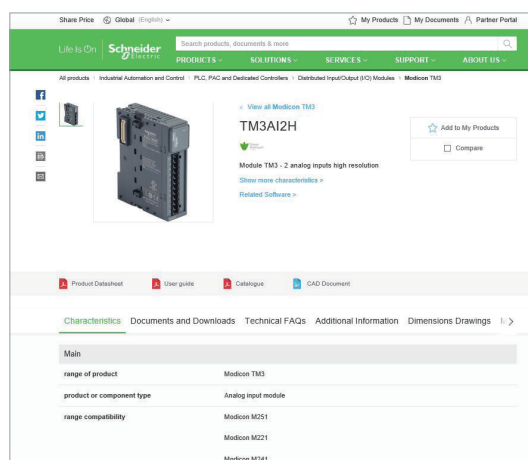 Share Price Global (English) My Products My Documents Partner Portal
Life Is On Schneider Electric
Search products, documents & more
PRODUCTS SOLUTIONS SERVICES SUPPORT ABOUT US
All products Industrial Automation and Control PLC, PAC and Dedicated Controllers Distributed Input/Output (I/O) Modules Modicon TM3
« View all Modicon TM3
TM3AI2H
Add to My Products
Compare
Module TM3 - 2 analog inputs high resolution
Show more characteristics »
Related Software »
Product Datasheet User guide Catalogue CAD Document
Characteristics Documents and Downloads Technical FAQs Additional Information Dimensions Drawings
Main
range of product Modicon TM3
product or component type Analog input module
range compatibility Modicon M251
Modicon M221
Modicon M241